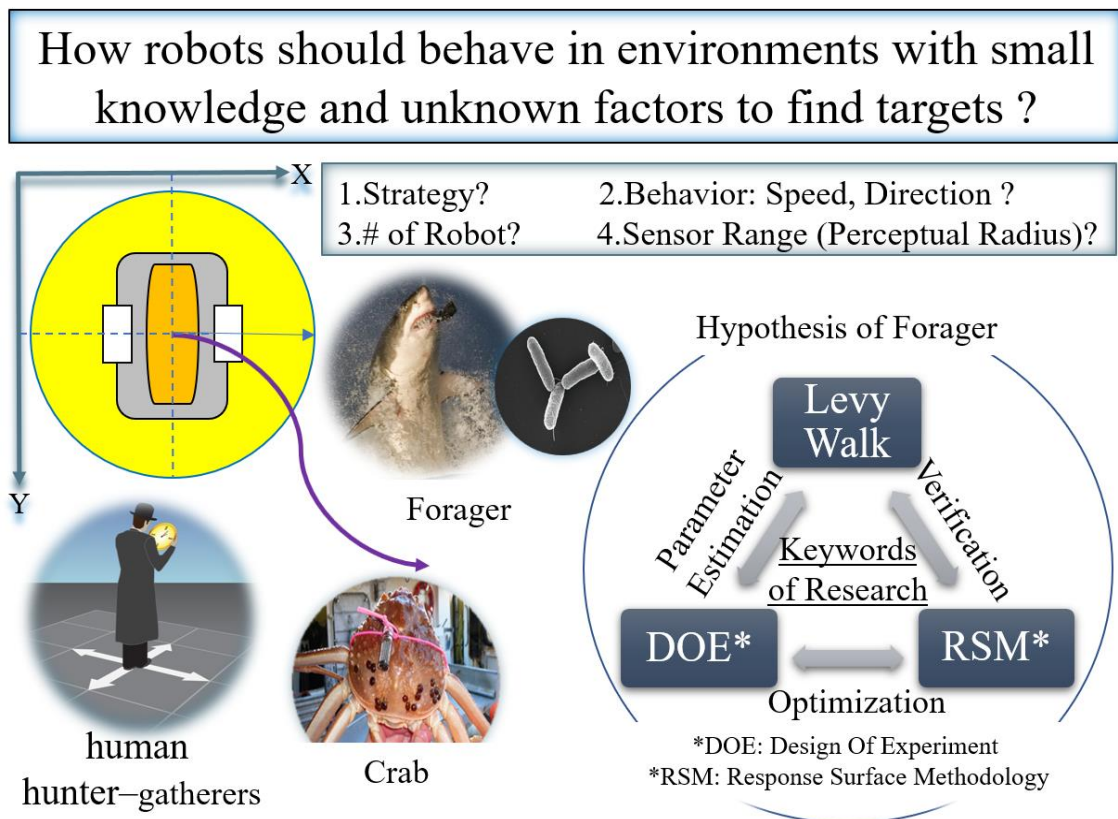 How robots should behave in environments with small
knowledge and unknown factors to find targets ?
X
1.Strategy? 2.Behavior: Speed, Direction ?
3.# of Robot? 4.Sensor Range (Perceptual Radius)?
Y
Forager
human
hunter–gatherers
Crab
Hypothesis of Forager
Levy
Walk
Parameter
Estimation
Verification
Keywords
of Research
DOE*
RSM*
Optimization
*DOE: Design Of Experiment
*RSM: Response Surface Methodology